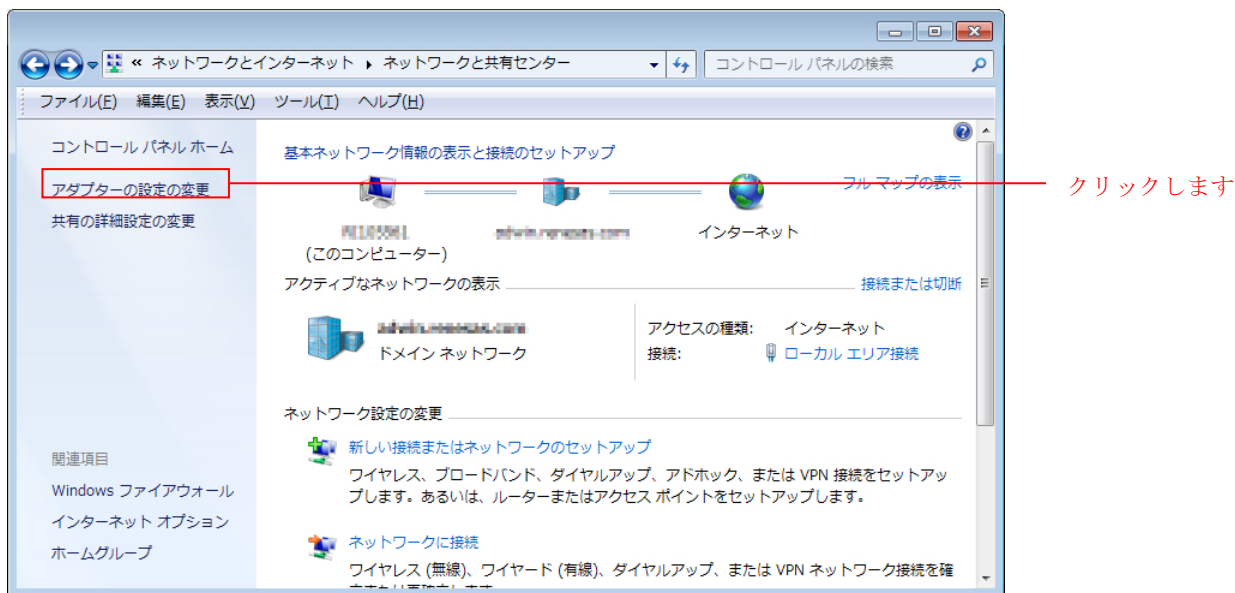 « ネットワークとインターネット ▸ ネットワークと共有センター
コントロール パネルの検索
ファイル(F) 編集(E) 表示(V) ツール(T) ヘルプ(H)
コントロール パネル ホーム
アダプターの設定の変更
共有の詳細設定の変更
基本ネットワーク情報の表示と接続のセットアップ
フル マップの表示
クリックします
インターネット
(このコンピューター)
アクティブなネットワークの表示
接続または切断
ドメイン ネットワーク
アクセスの種類: インターネット
接続: ローカル エリア接続
ネットワーク設定の変更
新しい接続またはネットワークのセットアップ
ワイヤレス、ブロードバンド、ダイヤルアップ、アドホック、または VPN 接続をセットアッ
プします。あるいは、ルーターまたはアクセス ポイントをセットアップします。
ネットワークに接続
ワイヤレス (無線)、ワイヤード (有線)、ダイヤルアップ、または VPN ネットワーク接続を確
関連項目
Windows ファイアウォール
インターネット オプション
ホームグループ